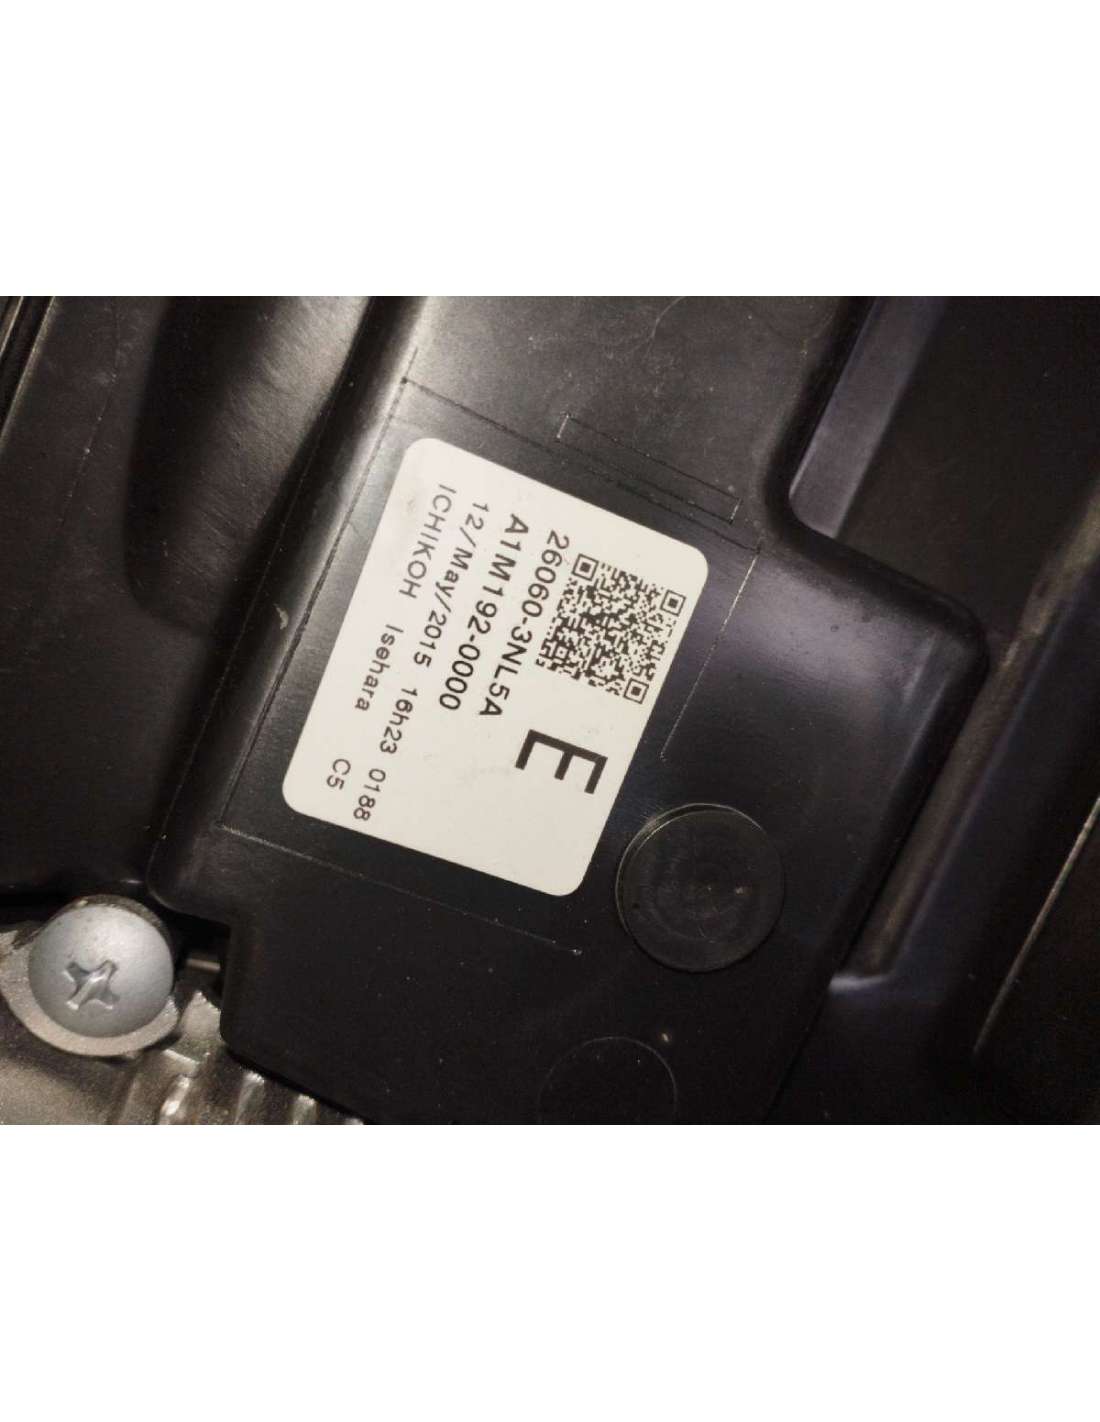 26060-3NL5A
E
A1M192-0000
12/May/2015 16h23 0188
ICHIKOH Isehara C5